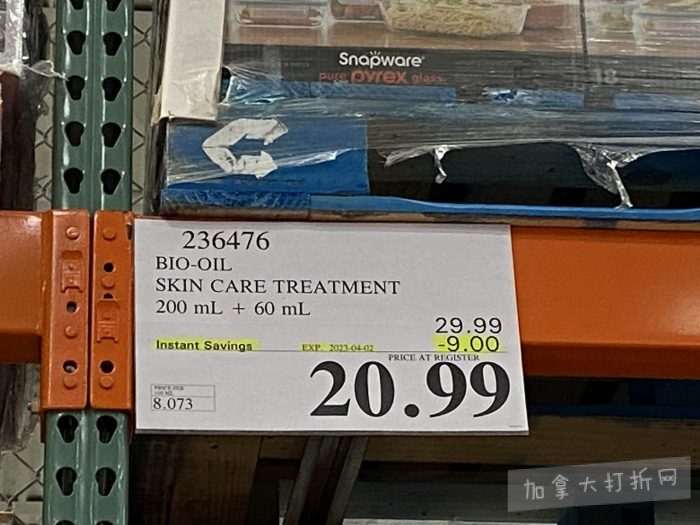 Snapware
pure pyrex glass
18
236476
BIO-OIL
SKIN CARE TREATMENT
200 mL + 60 mL
29.99
Instant Savings EXP. 2023-04-02 -9.00
PRICE AT REGISTER
20.99
8.073
加拿大打折网